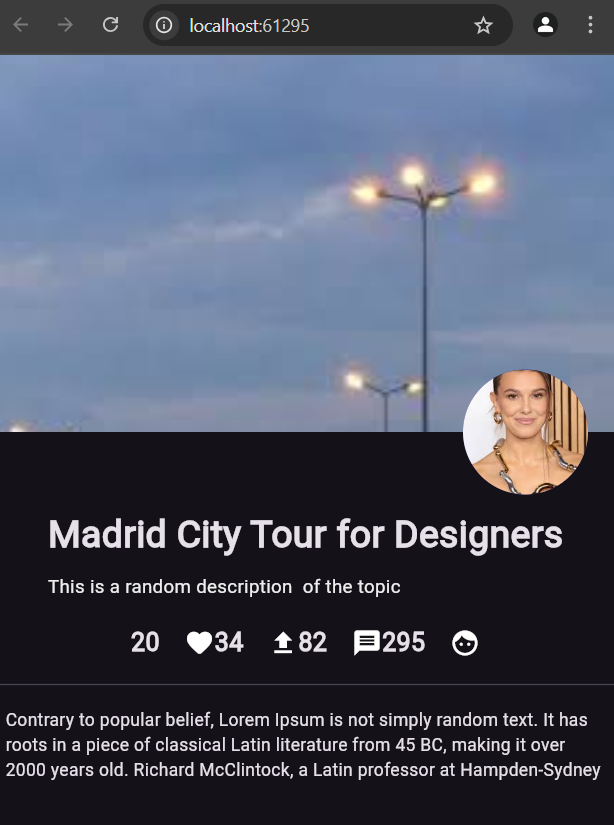 localhost:61295
Madrid City Tour for Designers
This is a random description  of the topic
20 34 82 295
Contrary to popular belief, Lorem Ipsum is not simply random text. It has
roots in a piece of classical Latin literature from 45 BC, making it over
2000 years old. Richard McClintock, a Latin professor at Hampden-Sydney